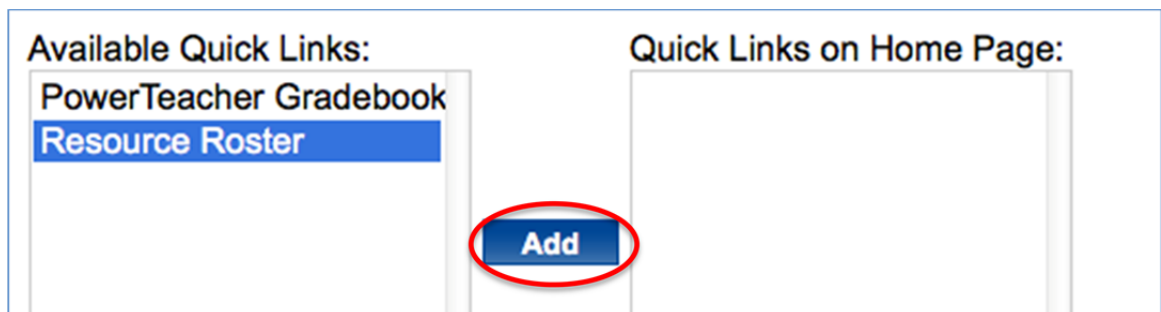 Available Quick Links:
Quick Links on Home Page:
PowerTeacher Gradebook
Resource Roster
Add